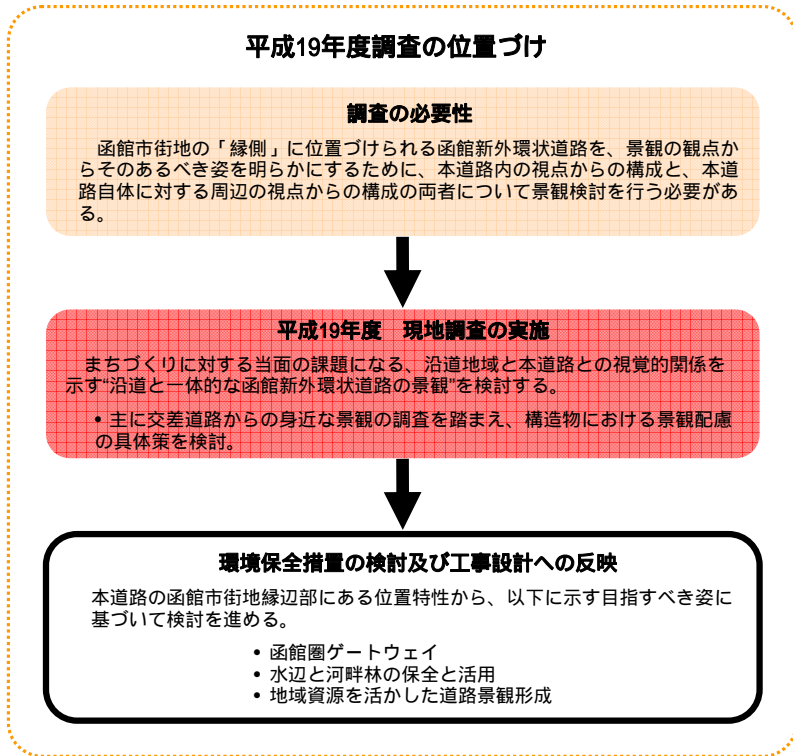 平成19年度調査の位置づけ
調査の必要性
函館市街地の「縁側」に位置づけられる函館新外環状道路を、景観の観点か
らそのあるべき姿を明らかにするために、本道路内の視点からの構成と、本道
路自体に対する周辺の視点からの構成の両者について景観検討を行う必要があ
る。
平成19年度　現地調査の実施
まちづくりに対する当面の課題になる、沿道地域と本道路との視覚的関係を
示す“沿道と一体的な函館新外環状道路の景観”を検討する。
• 主に交差道路からの身近な景観の調査を踏まえ、構造物における景観配慮
の具体策を検討。
環境保全措置の検討及び工事設計への反映
本道路の函館市街地縁辺部にある位置特性から、以下に示す目指すべき姿に
基づいて検討を進める。
• 函館圏ゲートウェイ
• 水辺と河畔林の保全と活用
• 地域資源を活かした道路景観形成